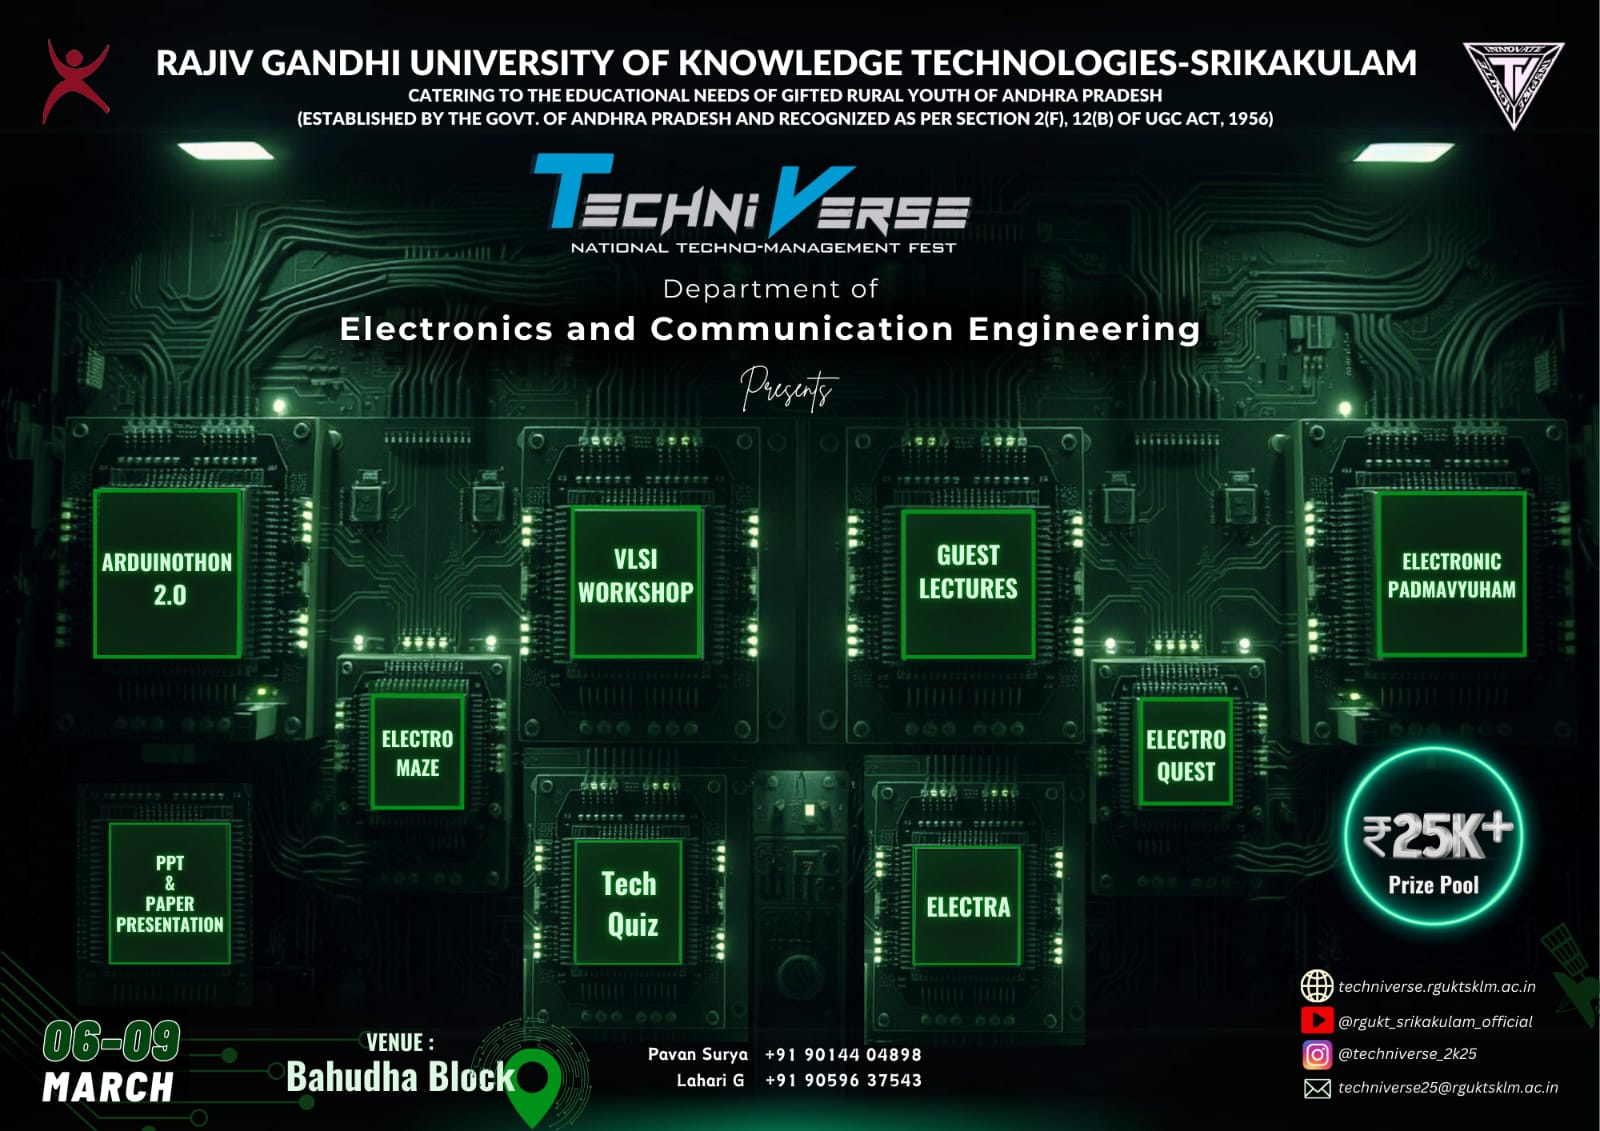 RAJIV GANDHI UNIVERSITY OF KNOWLEDGE TECHNOLOGIES-SRIKAKULAM
CATERING TO THE EDUCATIONAL NEEDS OF GIFTED RURAL YOUTH OF ANDHRA PRADESH
(ESTABLISHED BY THE GOVT. OF ANDHRA PRADESH AND RECOGNIZED AS PER SECTION 2(F), 12(B) OF UGC ACT, 1956)
INNOVATE
TV
TECHNIVERSE
NATIONAL TECHNO-MANAGEMENT FEST
Department of
Electronics and Communication Engineering
Presents
ARDUINOTHON
2.0
VLSI
WORKSHOP
GUEST
LECTURES
ELECTRONIC
PADMAVYUHAM
ELECTRO
MAZE
ELECTRO
QUEST
PPT
&
PAPER
PRESENTATION
Tech
Quiz
ELECTRA
₹25K+
Prize Pool
06-09
MARCH
VENUE :
Bahudha Block
Pavan Surya +91 90144 04898
Lahari G +91 90596 37543
techniverse.rguktsklm.ac.in
@rgukt_srikakulam_official
@techniverse_2k25
techniverse25@rguktsklm.ac.in